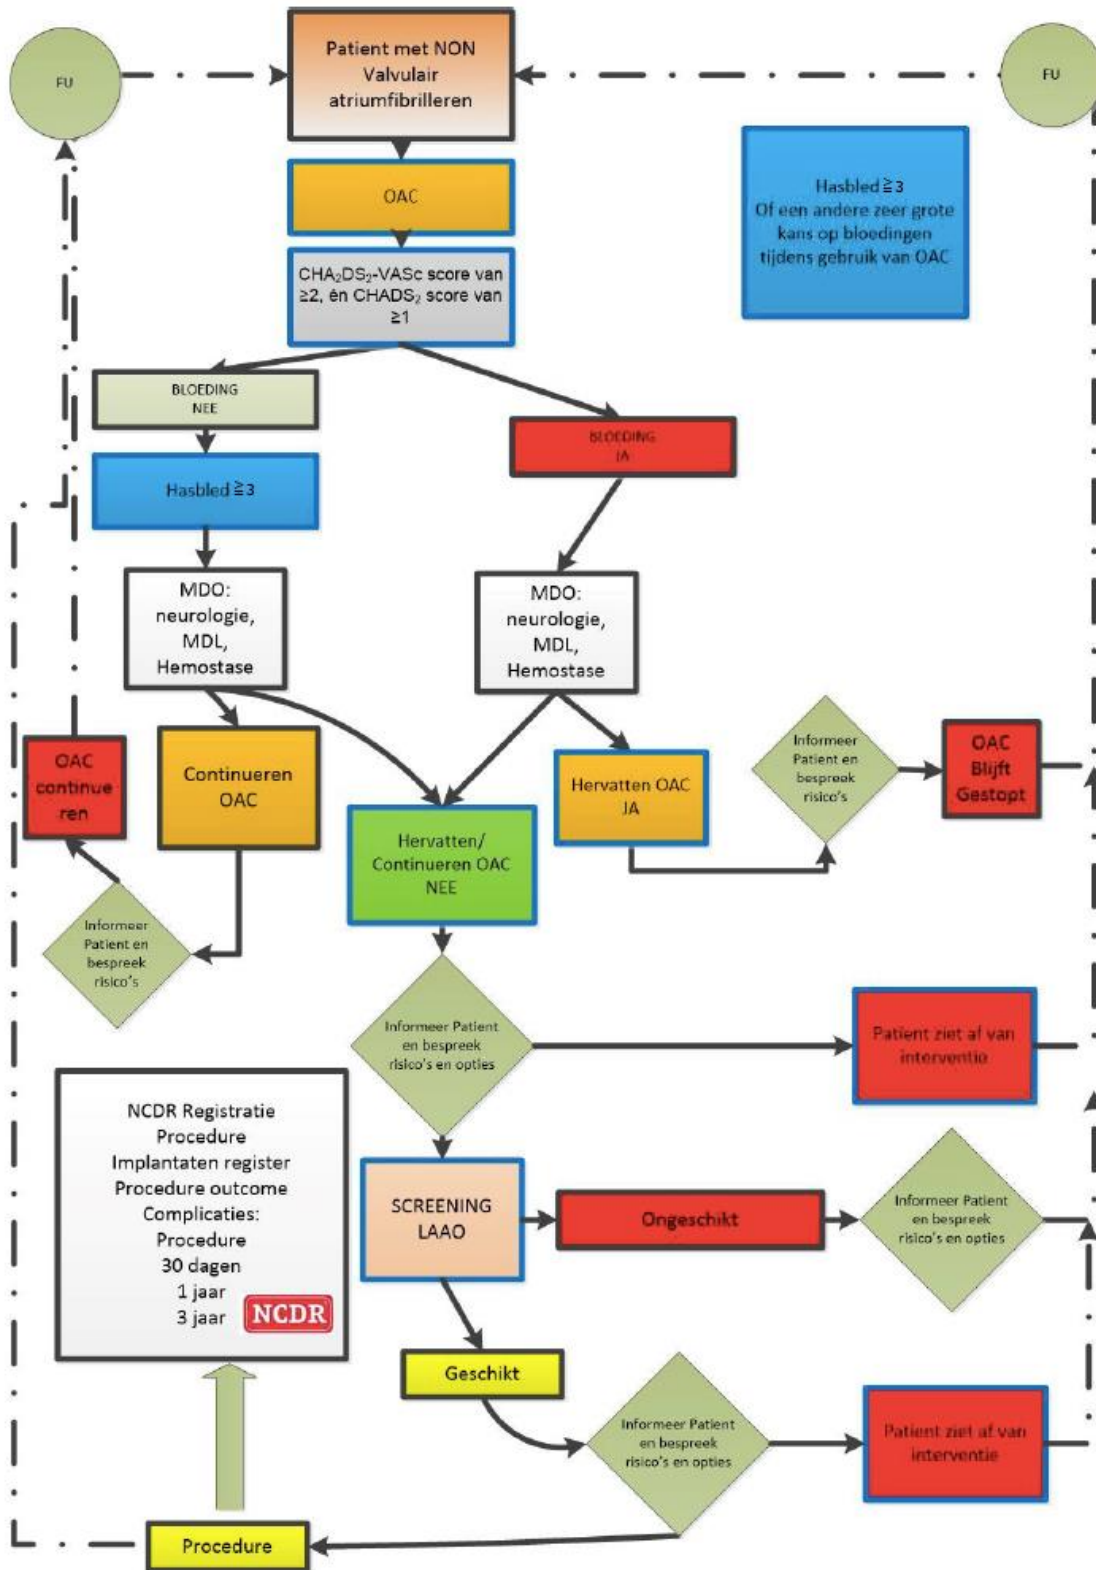 FU
Patient met NON
Valvulair
atriumfibrilleren
FU
OAC
Hasbled ≧3
Of een andere zeer grote
kans op bloedingen
tijdens gebruik van OAC
CHA₂DS₂-VASc score van
≥2, én CHADS₂ score van
≧1
BLOEDING
NEE
BLOEDING
JA
Hasbled ≧3
MDO:
neurologie,
MDL,
Hemostase
MDO:
neurologie,
MDL,
Hemostase
OAC
continue
ren
Continueren
OAC
Hervatten/
Continueren OAC
NEE
Hervatten OAC
JA
Informeer
Patient en
bespreek
risico's
OAC
Blijft
Gestopt
Informeer
Patient en
bespreek
risico's
Informeer Patient
en bespreek
risico's en opties
Patient ziet af van
interventie
NCDR Registratie
Procedure
Implantaten register
Procedure outcome
Complicaties:
Procedure
30 dagen
1 jaar
3 jaar
NCDR
SCREENING
LAAO
Ongeschikt
Informeer Patient
en bespreek
risico's en opties
Geschikt
Informeer Patient
en bespreek
risico's en opties
Patient ziet af van
interventie
Procedure